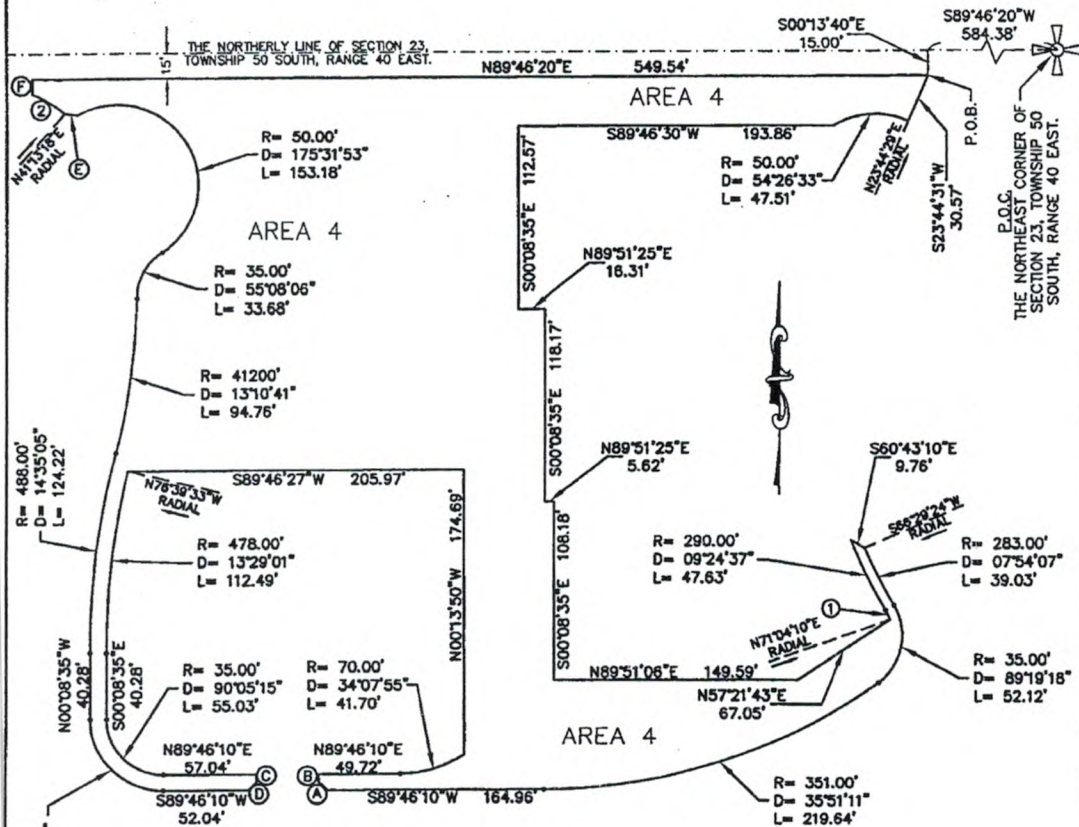 S00°13'40"E
15.00'
S89°46'20"W
584.38'
THE NORTHERLY LINE OF SECTION 23,
TOWNSHIP 50 SOUTH, RANGE 40 EAST.
15'
N89°46'20"E 549.54'
AREA 4
F
2
N41°13'18"E
RADIAL
E
R= 50.00'
D= 175°31'53"
L= 153.18'
S89°46'30"W 193.86'
R= 50.00'
D= 54°26'33"
L= 47.51'
N23°44'29"E
RADIAL
S23°44'31"W
30.57'
P.O.B.
P.O.C.
THE NORTHEAST CORNER OF
SECTION 23, TOWNSHIP 50
SOUTH, RANGE 40 EAST.
S00°08'35"E 112.57'
AREA 4
N89°51'25"E
16.31'
R= 35.00'
D= 55°08'06"
L= 33.68'
S00°08'35"E 118.17'
R= 41200'
D= 13°10'41"
L= 94.76'
R= 488.00'
D= 14°35'05"
L= 124.22'
S89°46'27"W 205.97'
N76°39'33"W
RADIAL
N89°51'25"E
5.62'
S60°43'10"E
9.76'
RADIAL
R= 478.00'
D= 13°29'01"
L= 112.49'
N00°13'50"W 174.69'
S00°08'35"E 108.18'
R= 290.00'
D= 09°24'37"
L= 47.63'
R= 283.00'
D= 07°54'07"
L= 39.03'
1
N71°04'10"E
RADIAL
N00°08'35"W
40.28'
S00°08'35"E
40.28'
R= 35.00'
D= 90°05'15"
L= 55.03'
R= 70.00'
D= 34°07'55"
L= 41.70'
N89°51'06"E 149.59'
N57°21'43"E
67.05'
R= 35.00'
D= 89°19'18"
L= 52.12'
N89°46'10"E
57.04'
C
D
N89°46'10"E
49.72'
B
A
AREA 4
S89°46'10"W
52.04'
S89°46'10"W 164.96'
R= 351.00'
D= 35°51'11"
L= 219.64'